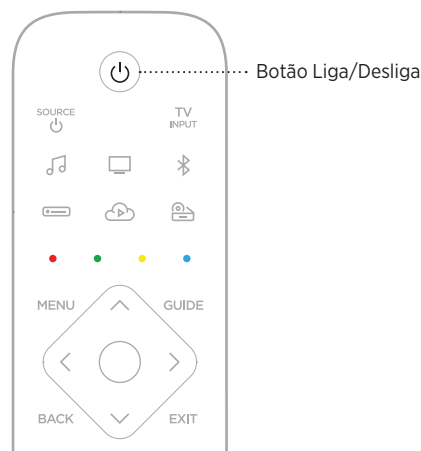 Botão Liga/Desliga
SOURCE
TV
INPUT
MENU
GUIDE
BACK
EXIT